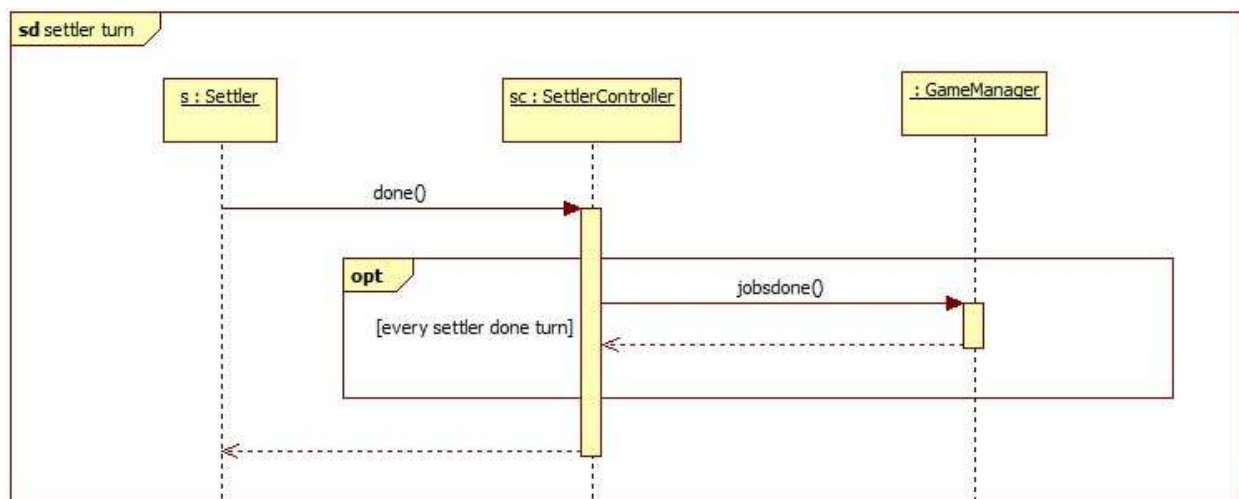 sd settler turn
s : Settler
sc : SettlerController
: GameManager
done()
opt
jobsdone()
[every settler done turn]